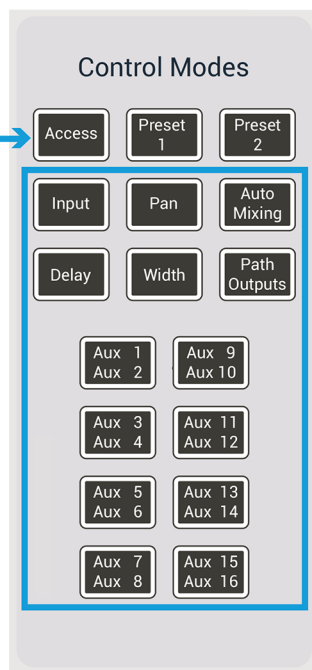 Control Modes
Access
Preset
1
Preset
2
Input
Pan
Auto
Mixing
Delay
Width
Path
Outputs
Aux 1
Aux 2
Aux 9
Aux 10
Aux 3
Aux 4
Aux 11
Aux 12
Aux 5
Aux 6
Aux 13
Aux 14
Aux 7
Aux 8
Aux 15
Aux 16